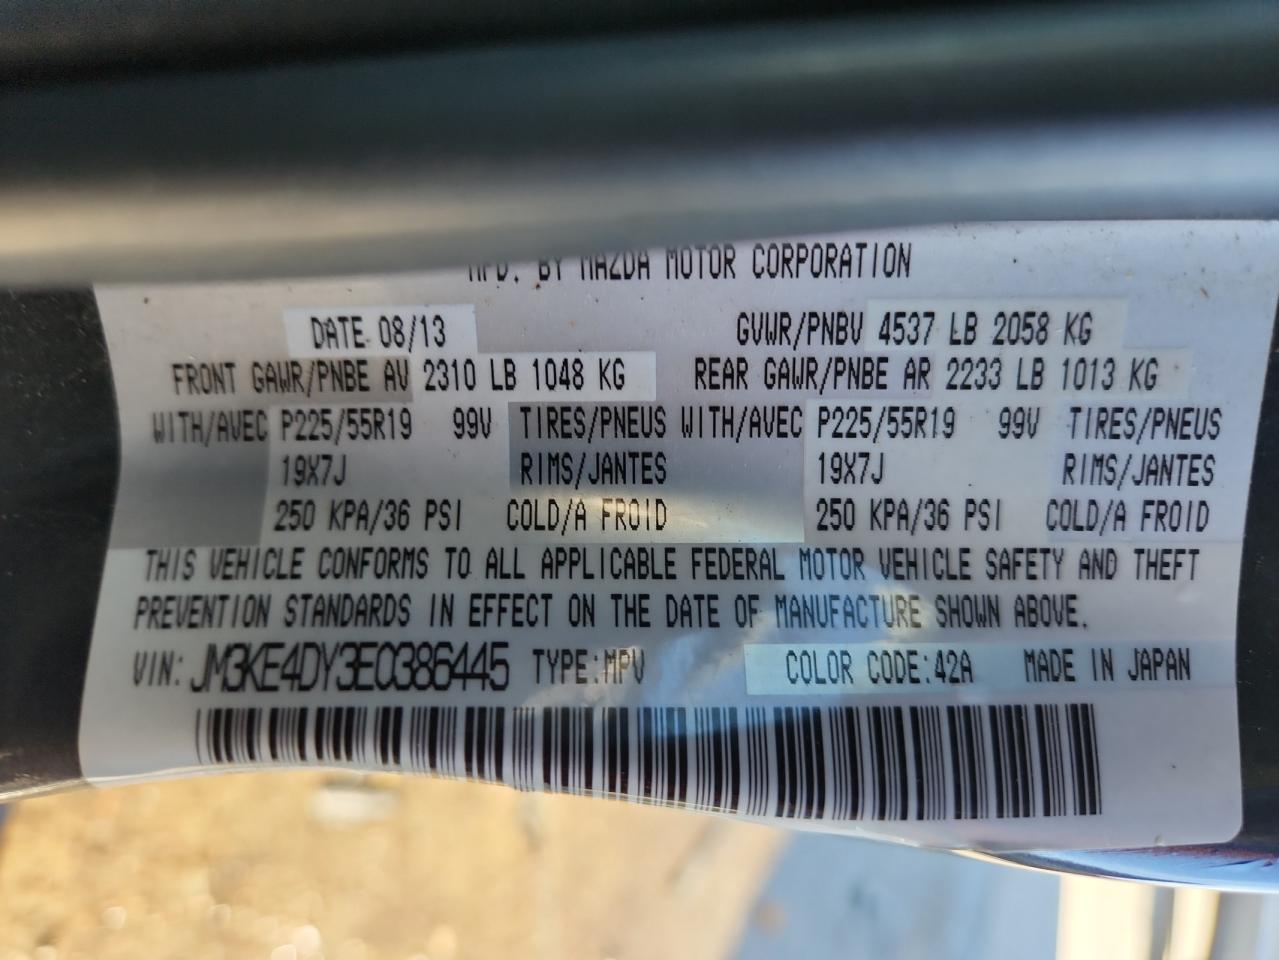 MFD. BY MAZDA MOTOR CORPORATION
DATE 08/13 GVWR/PNBV 4537 LB 2058 KG
FRONT GAWR/PNBE AV 2310 LB 1048 KG REAR GAWR/PNBE AR 2233 LB 1013 KG
WITH/AVEC P225/55R19 99V TIRES/PNEUS WITH/AVEC P225/55R19 99V TIRES/PNEUS
19X7J RIMS/JANTES 19X7J RIMS/JANTES
250 KPA/36 PSI COLD/A FROID 250 KPA/36 PSI COLD/A FROID
THIS VEHICLE CONFORMS TO ALL APPLICABLE FEDERAL MOTOR VEHICLE SAFETY AND THEFT
PREVENTION STANDARDS IN EFFECT ON THE DATE OF MANUFACTURE SHOWN ABOVE.
VIN: JM3KE4DY3E0386445 TYPE:MPV COLOR CODE:42A MADE IN JAPAN